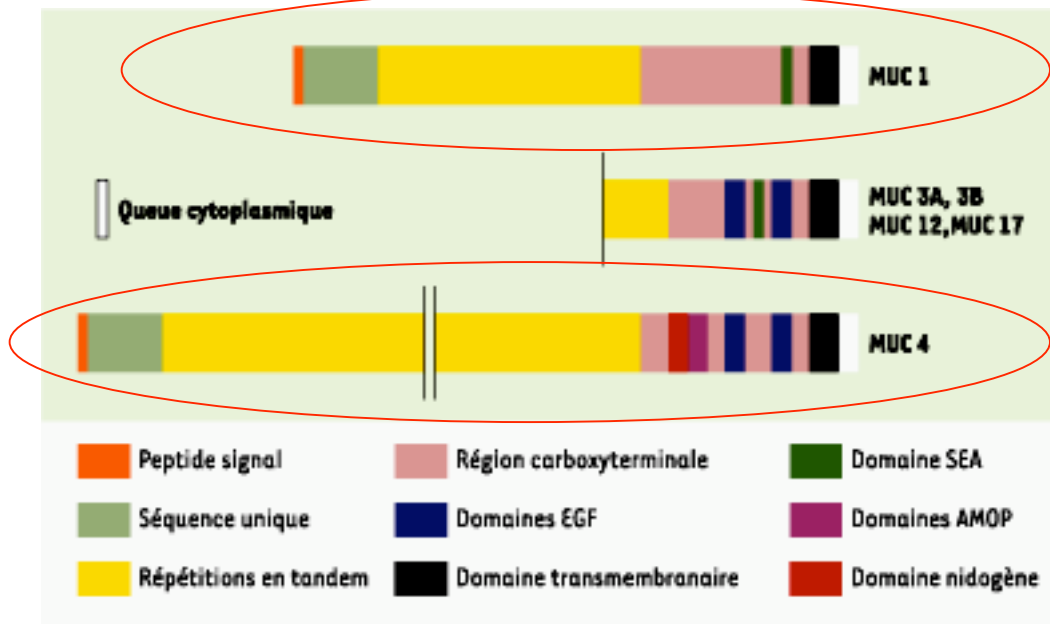 MUC 1
Queue cytoplasmique
MUC 3A, 3B
MUC 12,MUC 17
MUC 4
Peptide signal
Région carboxyterminale
Domaine SEA
Séquence unique
Domaines EGF
Domaines AMOP
Répétitions en tandem
Domaine transmembranaire
Domaine nidogène